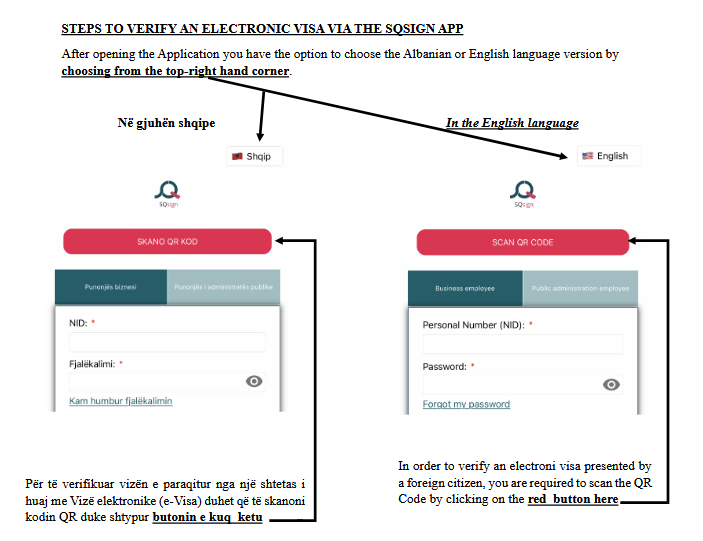 STEPS TO VERIFY AN ELECTRONIC VISA VIA THE SQSIGN APP
After opening the Application you have the option to choose the Albanian or English language version by
choosing from the top-right hand corner.
Në gjuhën shqipe
Shqip
SQsign
SKANO QR KOD
Punonjës biznesi
Punonjës i administratës publike
NID: *
Fjalëkalimi: *
Kam humbur fjalëkalimin
Për të verifikuar vizën e paraqitur nga një shtetas i
huaj me Vizë elektronike (e-Visa) duhet që të skanoni
kodin QR duke shtypur butonin e kuq ketu
In the English language
English
SQsign
SCAN QR CODE
Business employee
Public administration employee
Personal Number (NID): *
Password: *
Forgot my password
In order to verify an electroni visa presented by
a foreign citizen, you are required to scan the QR
Code by clicking on the red button here